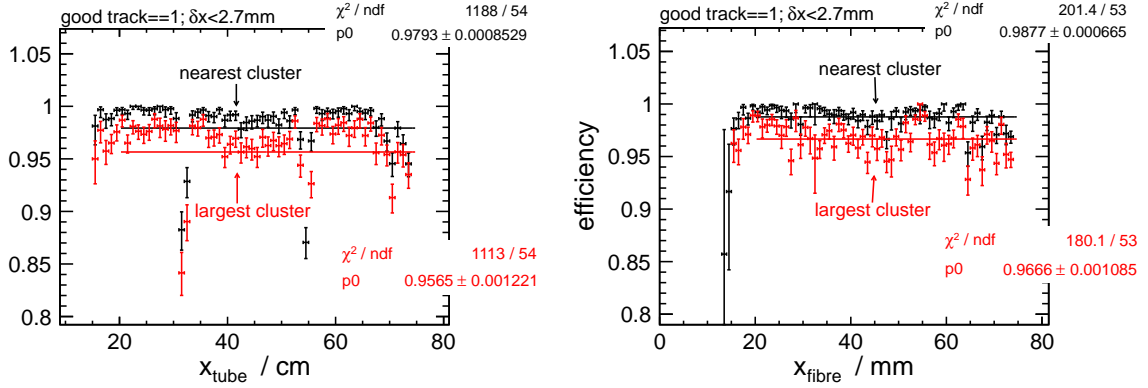 good track==1; δx<2.7mm
χ² / ndf 1188 / 54
p0 0.9793 ± 0.0008529
1.05
1
0.95
0.9
0.85
0.8
nearest cluster
largest cluster
χ² / ndf 1113 / 54
p0 0.9565 ± 0.001221
20 40 60 80
x_tube / cm
good track==1; δx<2.7mm
χ² / ndf 201.4 / 53
p0 0.9877 ± 0.000665
efficiency
1.05
1
0.95
0.9
0.85
0.8
nearest cluster
largest cluster
χ² / ndf 180.1 / 53
p0 0.9666 ± 0.001085
0 20 40 60 80
x_fibre / mm